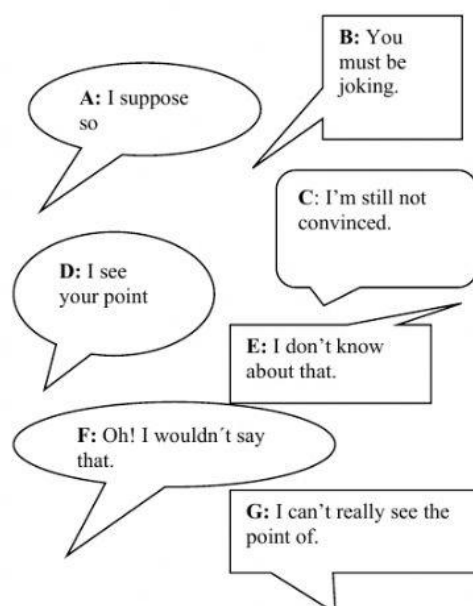 A: I suppose
so
B: You
must be
joking.
C: I'm still not
convinced.
D: I see
your point
E: I don't know
about that.
F: Oh! I wouldn´t say
that.
G: I can't really see the
point of.